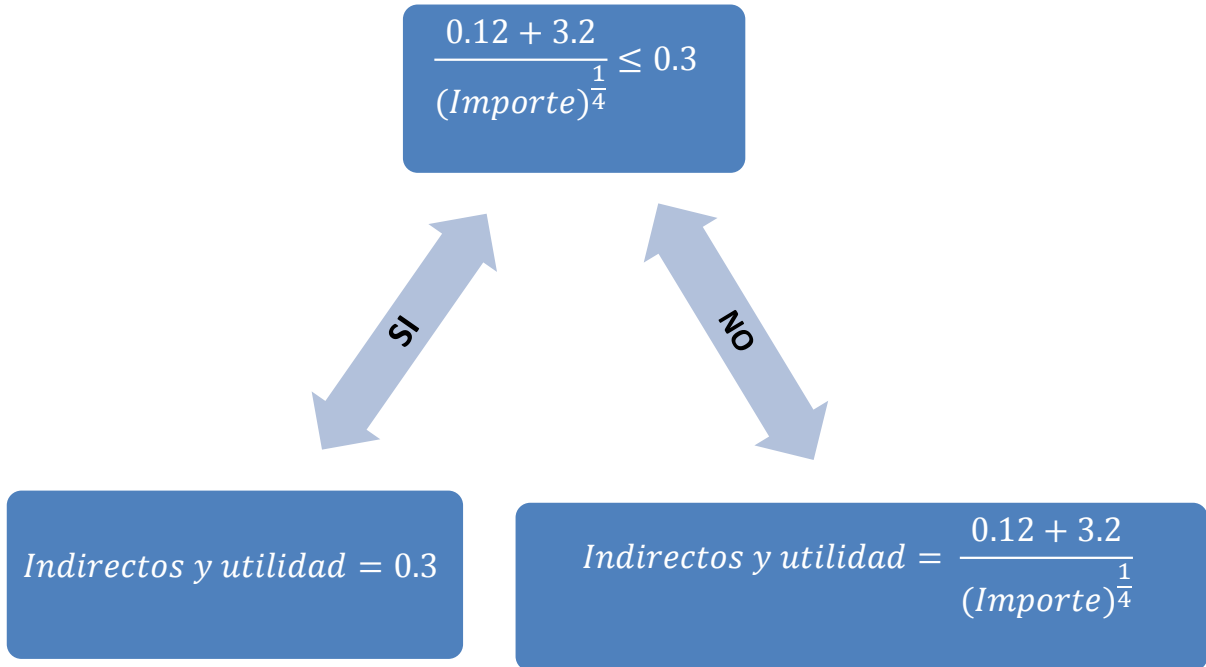 0.12 + 3.2
/ (Importe)^(1/4) ≤ 0.3
SI
NO
Indirectos y utilidad = 0.3
Indirectos y utilidad = (0.12 + 3.2) / (Importe)^(1/4)